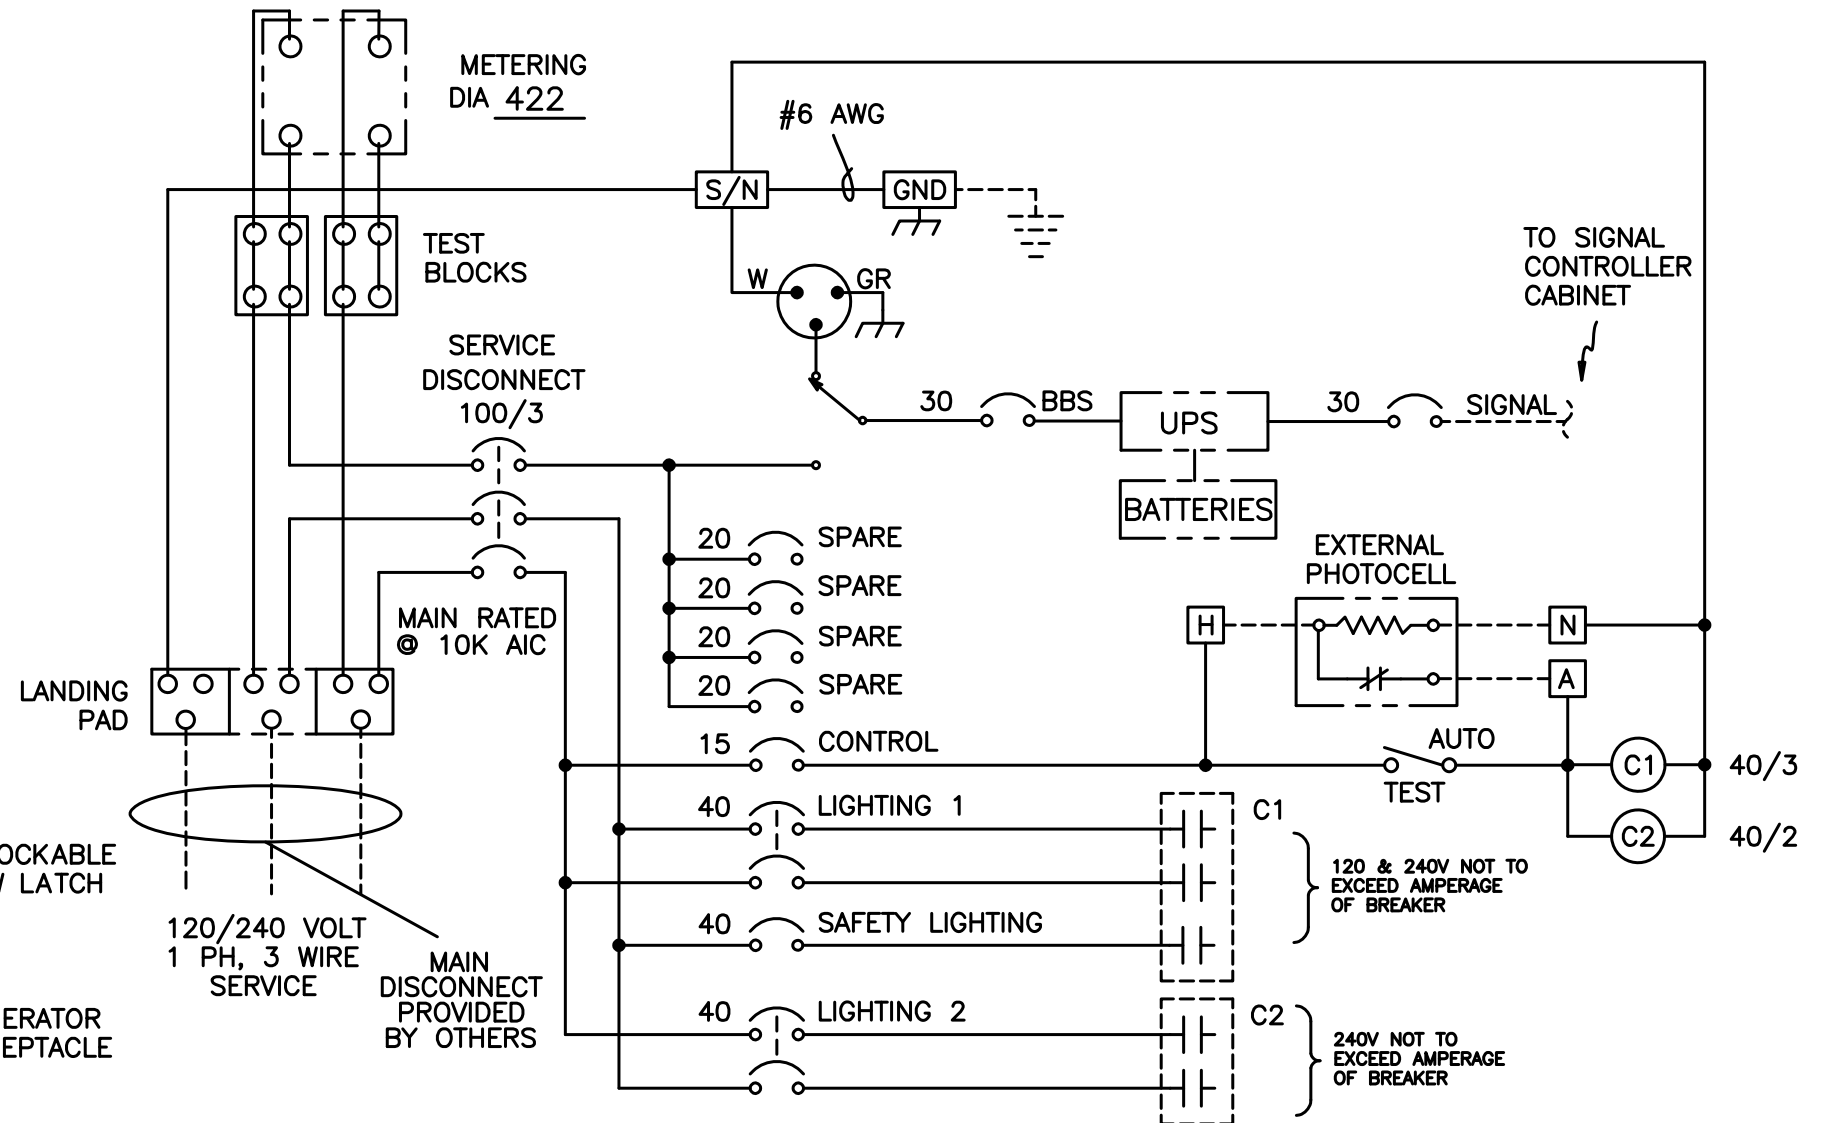 METERING
DIA 422
#6 AWG
S/N
GND
TEST
BLOCKS
W
GR
TO SIGNAL
CONTROLLER
CABINET
SERVICE
DISCONNECT
100/3
30
BBS
UPS
30
SIGNAL
BATTERIES
20 SPARE
20 SPARE
20 SPARE
20 SPARE
EXTERNAL
PHOTOCELL
H
N
A
MAIN RATED
@ 10K AIC
LANDING
PAD
15 CONTROL
AUTO
TEST
C1
40/3
C2
40/2
40 LIGHTING 1
C1
120 & 240V NOT TO
EXCEED AMPERAGE
OF BREAKER
40 SAFETY LIGHTING
OCKABLE
LATCH
120/240 VOLT
1 PH, 3 WIRE
SERVICE
MAIN
DISCONNECT
PROVIDED
BY OTHERS
ERATOR
EPTACLE
40 LIGHTING 2
C2
240V NOT TO
EXCEED AMPERAGE
OF BREAKER